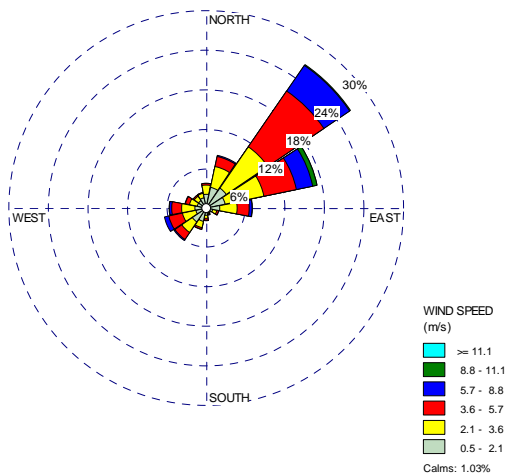 NORTH
30%
24%
18%
12%
6%
WEST
EAST
SOUTH
WIND SPEED
(m/s)
>= 11.1
8.8 - 11.1
5.7 - 8.8
3.6 - 5.7
2.1 - 3.6
0.5 - 2.1
Calms: 1.03%